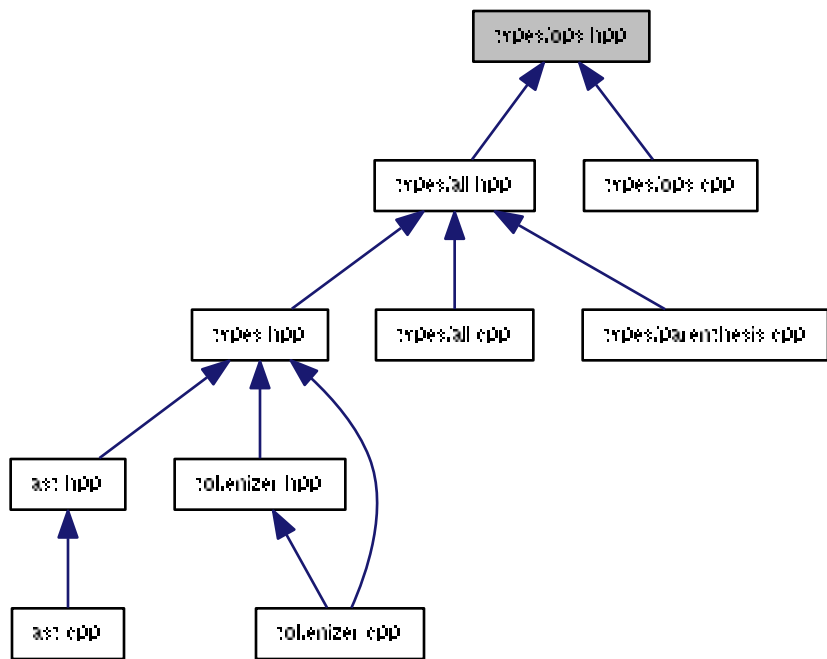 types/ops.hpp
types/all.hpp
types/ops.cpp
types.hpp
types/all.cpp
types/parenthesis.cpp
ast.hpp
tokenizer.hpp
ast.cpp
tokenizer.cpp